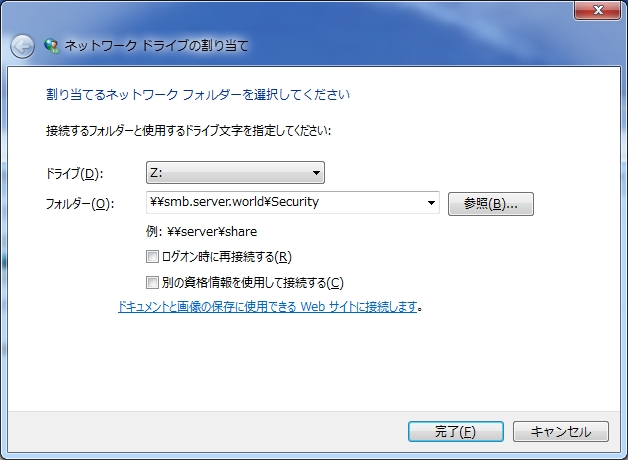 ネットワーク ドライブの割り当て
割り当てるネットワーク フォルダーを選択してください
接続するフォルダーと使用するドライブ文字を指定してください:
ドライブ(D): Z:
フォルダー(O): ¥¥smb.server.world¥Security 参照(B)...
例: ¥¥server¥share
ログオン時に再接続する(R)
別の資格情報を使用して接続する(C)
ドキュメントと画像の保存に使用できる Web サイトに接続します。
完了(F) キャンセル